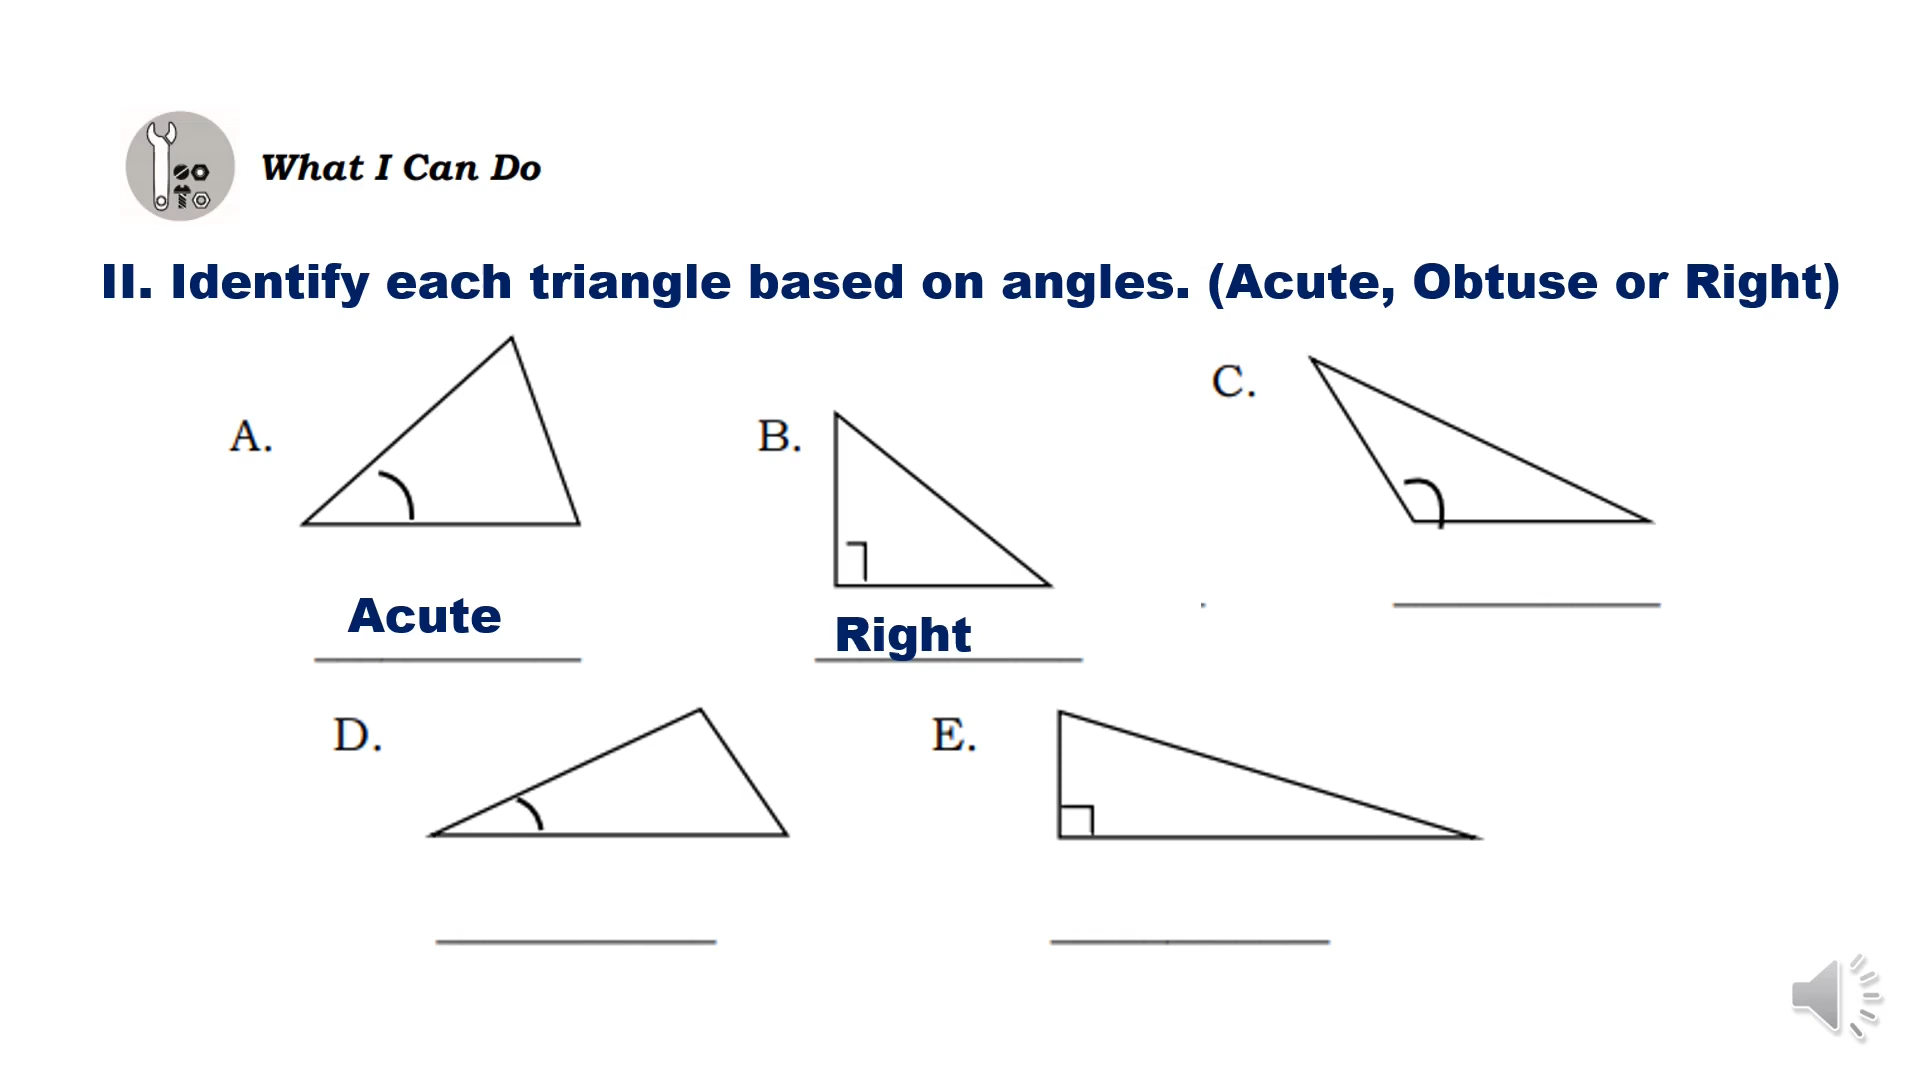 What I Can Do
II. Identify each triangle based on angles. (Acute, Obtuse or Right)
A.
B.
C.
Acute
Right
D.
E.